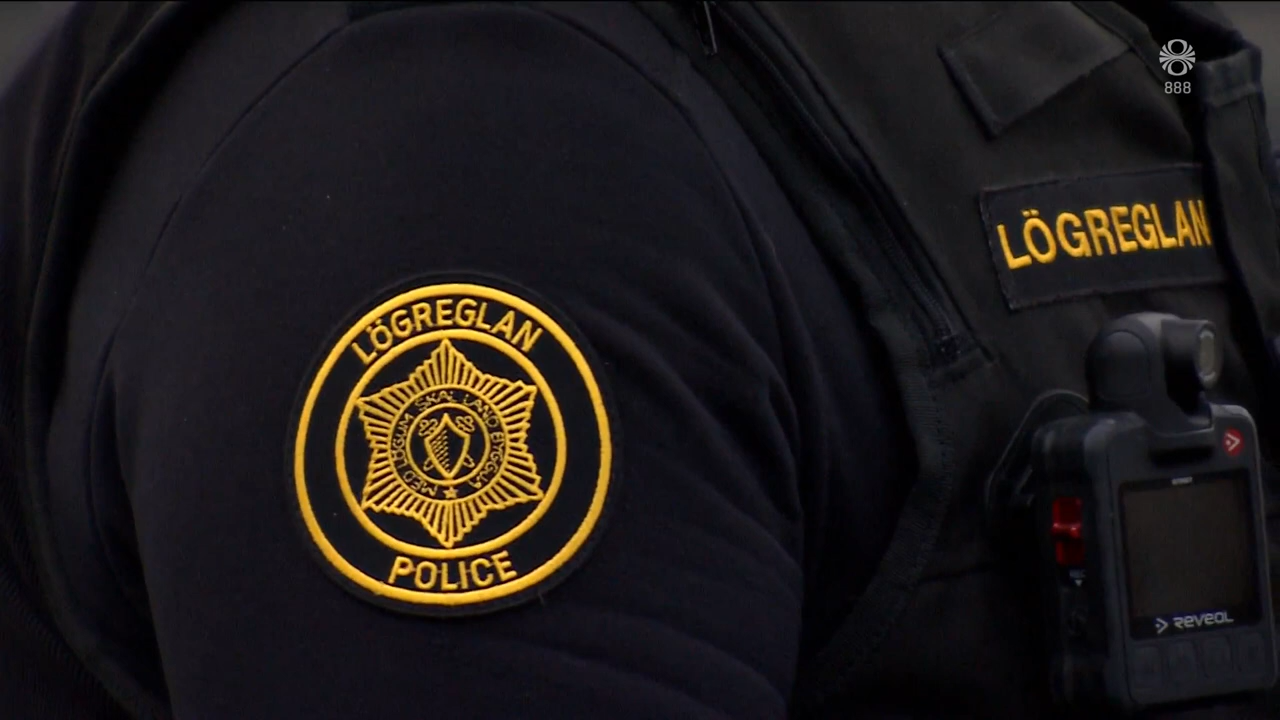 888
LÖGREGLAN
LÖGREGLAN
MEÐ LÖGUM SKAL LAND BYGGJA
POLICE
REVEAL